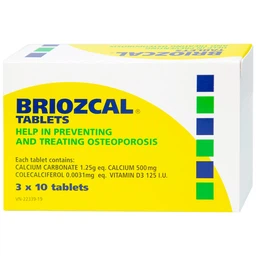 BRIOZCAL®
TABLETS
HELP IN PREVENTING
AND TREATING OSTEOPOROSIS
Each tablet contains:
CALCIUM CARBONATE 1.25g eq. CALCIUM 500mg
COLECALCIFEROL 0.0031mg eq. VITAMIN D3 125 I.U.
3 x 10 tablets